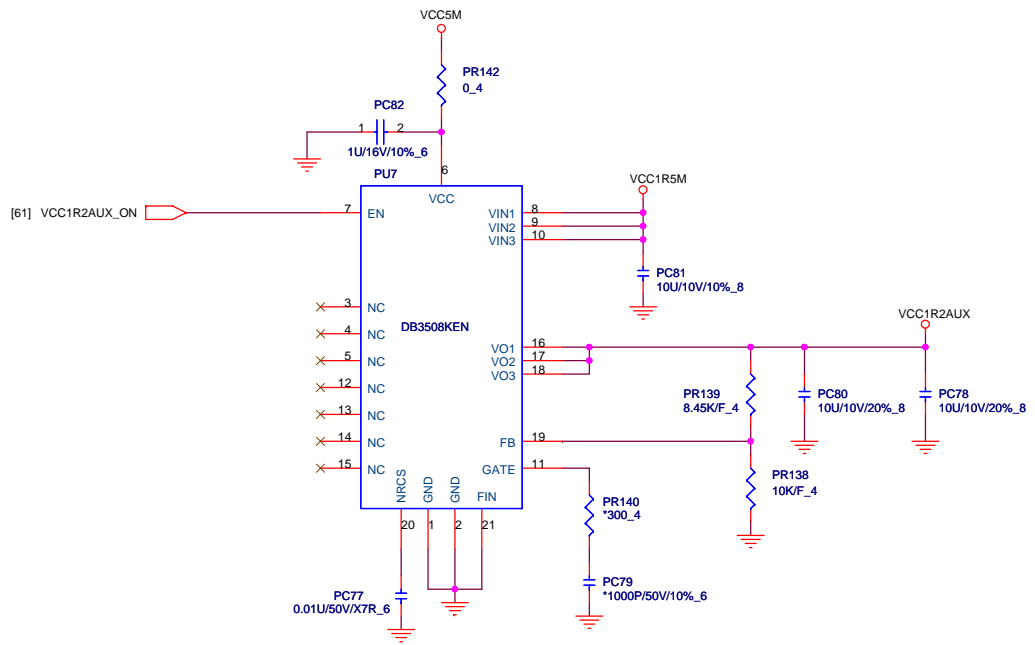 VCC5M
PR142
0_4
PC82
1 2
1U/16V/10%_6
PU7
6
VCC
VCC1R5M
[61] VCC1R2AUX_ON
7 EN
VIN1 8
VIN2 9
VIN3 10
PC81
10U/10V/10%_8
3 NC
4 NC
5 NC
12 NC
13 NC
14 NC
15 NC
DB3508KEN
VCC1R2AUX
VO1 16
VO2 17
VO3 18
PR139
8.45K/F_4
PC80
10U/10V/20%_8
PC78
10U/10V/20%_8
FB 19
GATE 11
PR138
10K/F_4
NRCS
GND
GND
FIN
20
1
2
21
PR140
*300_4
PC79
*1000P/50V/10%_6
PC77
0.01U/50V/X7R_6